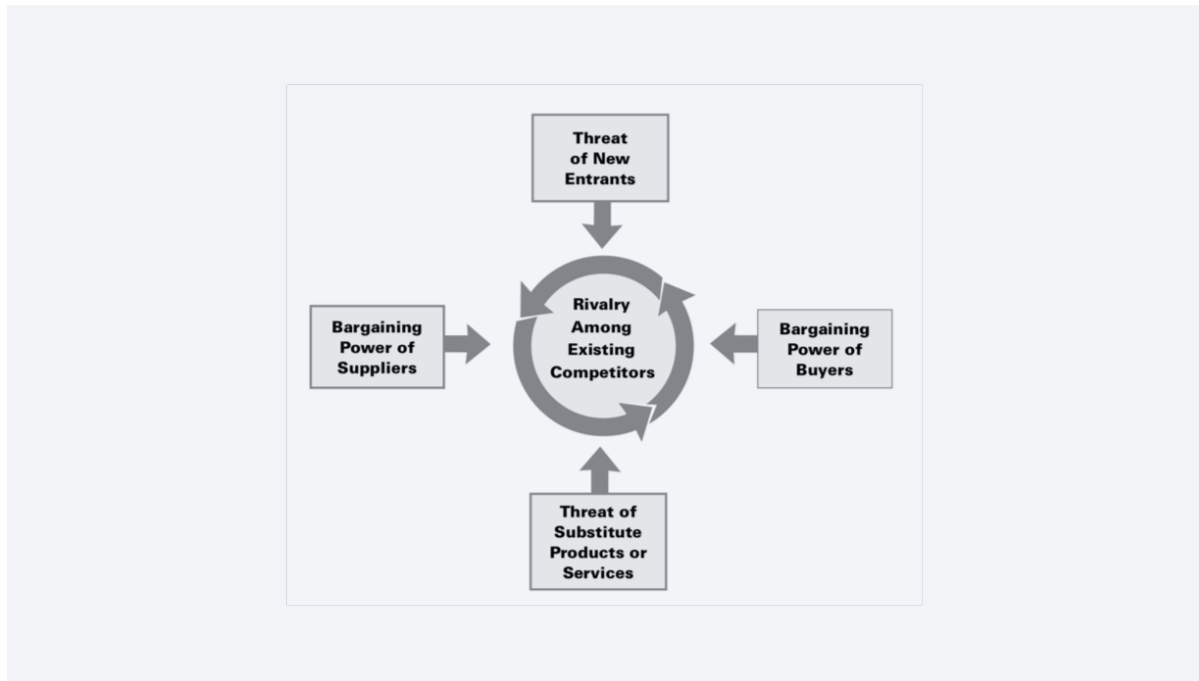 Threat
of New
Entrants
Rivalry
Among
Existing
Competitors
Bargaining
Power of
Suppliers
Bargaining
Power of
Buyers
Threat of
Substitute
Products or
Services